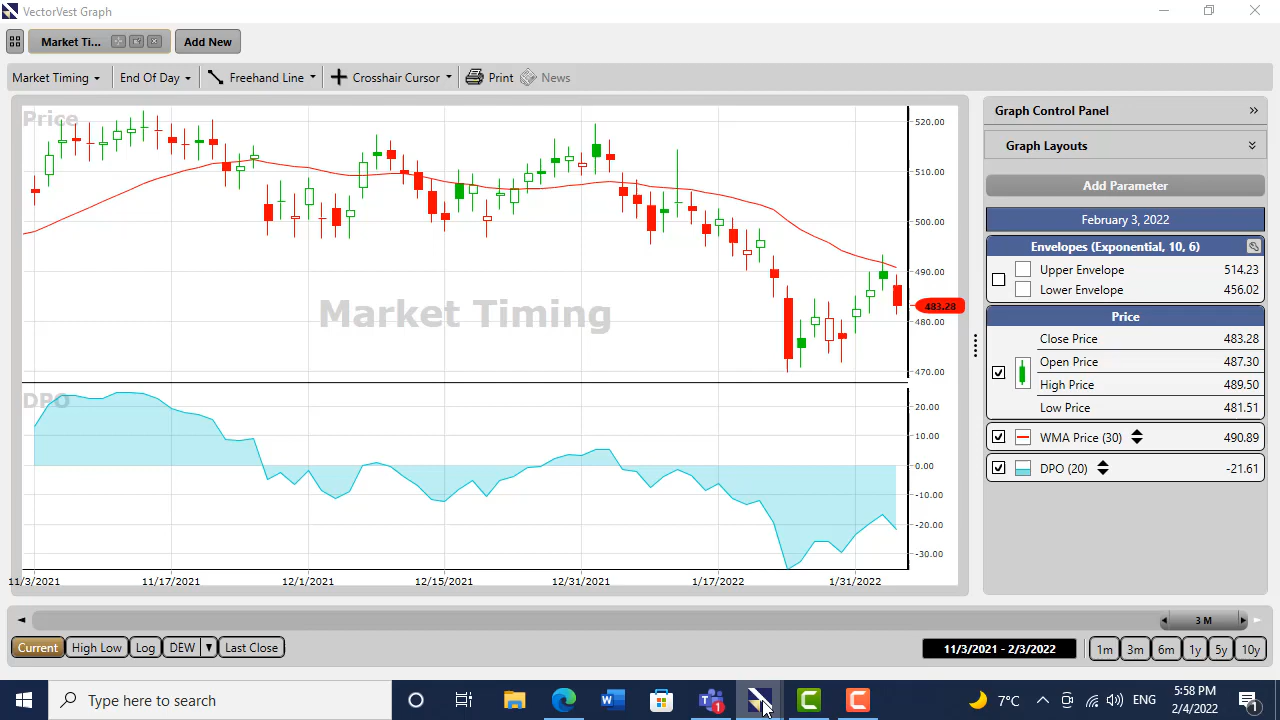 VectorVest Graph
Market Ti...
Add New
Market Timing
End Of Day
Freehand Line
Crosshair Cursor
Print
News
Price
520.00
510.00
500.00
490.00
483.28
480.00
470.00
Market Timing
DPO
20.00
10.00
0.00
-10.00
-20.00
-30.00
11/3/2021
11/17/2021
12/1/2021
12/15/2021
12/31/2021
1/17/2022
1/31/2022
Graph Control Panel
Graph Layouts
Add Parameter
February 3, 2022
Envelopes (Exponential, 10, 6)
Upper Envelope 514.23
Lower Envelope 456.02
Price
Close Price 483.28
Open Price 487.30
High Price 489.50
Low Price 481.51
WMA Price (30) 490.89
DPO (20) -21.61
3 M
Current
High Low
Log
DEW
Last Close
11/3/2021 - 2/3/2022
1m
3m
6m
1y
5y
10y
Type here to search
1
7°C
ENG
5:58 PM
2/4/2022
1